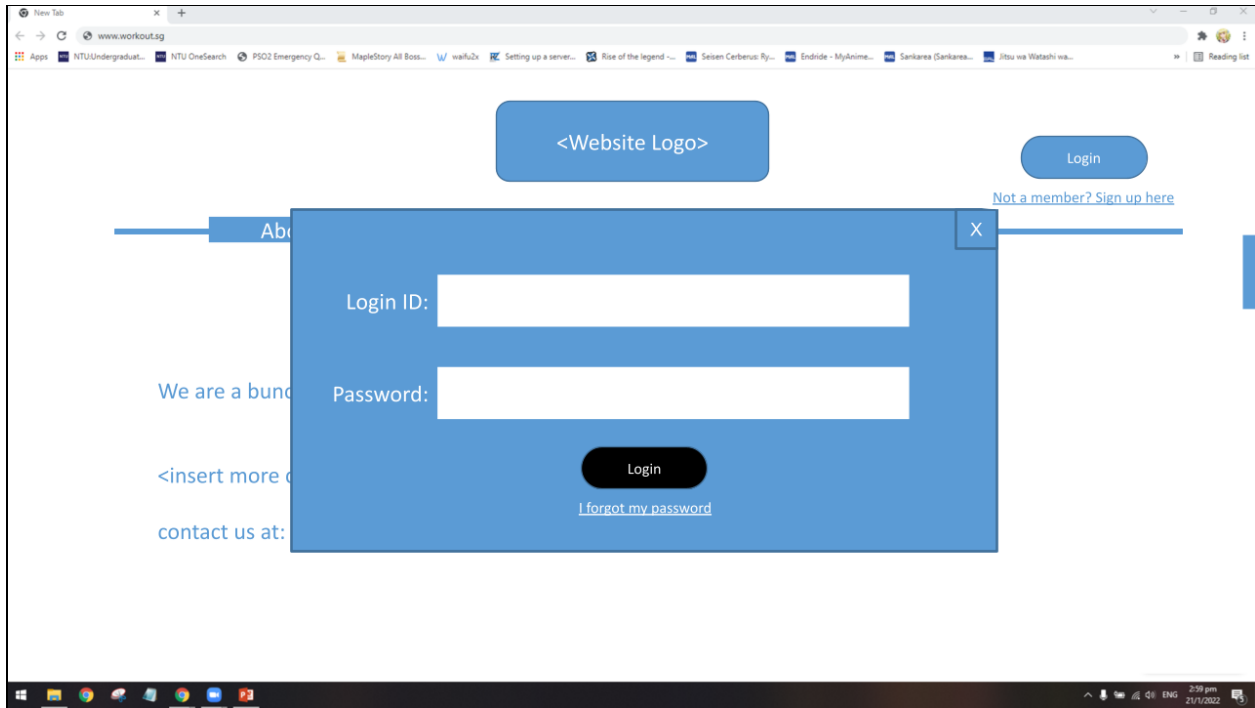 New Tab
www.workout.sg
Apps NTU:Undergraduat... NTU OneSearch PSO2 Emergency Q... MapleStory All Boss... waifu2x Setting up a server... Rise of the legend -... Seisen Cerberus: Ry... Endride - MyAnime... Sankarea (Sankarea... Jitsu wa Watashi wa... » Reading list
<Website Logo>
Login
Not a member? Sign up here
Abo
X
Login ID:
We are a bunc
Password:
Login
<insert more
I forgot my password
contact us at:
ENG
2:59 pm
21/1/2022